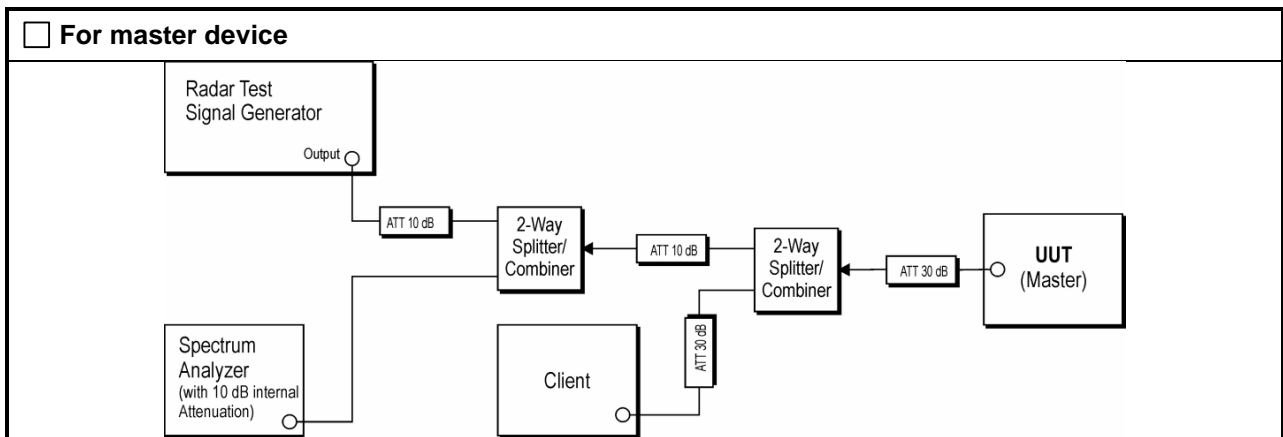 For master device
Radar Test
Signal Generator
Output
ATT 10 dB
2-Way
Splitter/
Combiner
ATT 10 dB
2-Way
Splitter/
Combiner
ATT 30 dB
UUT
(Master)
Spectrum
Analyzer
(with 10 dB internal
Attenuation)
Client
ATT 30 dB